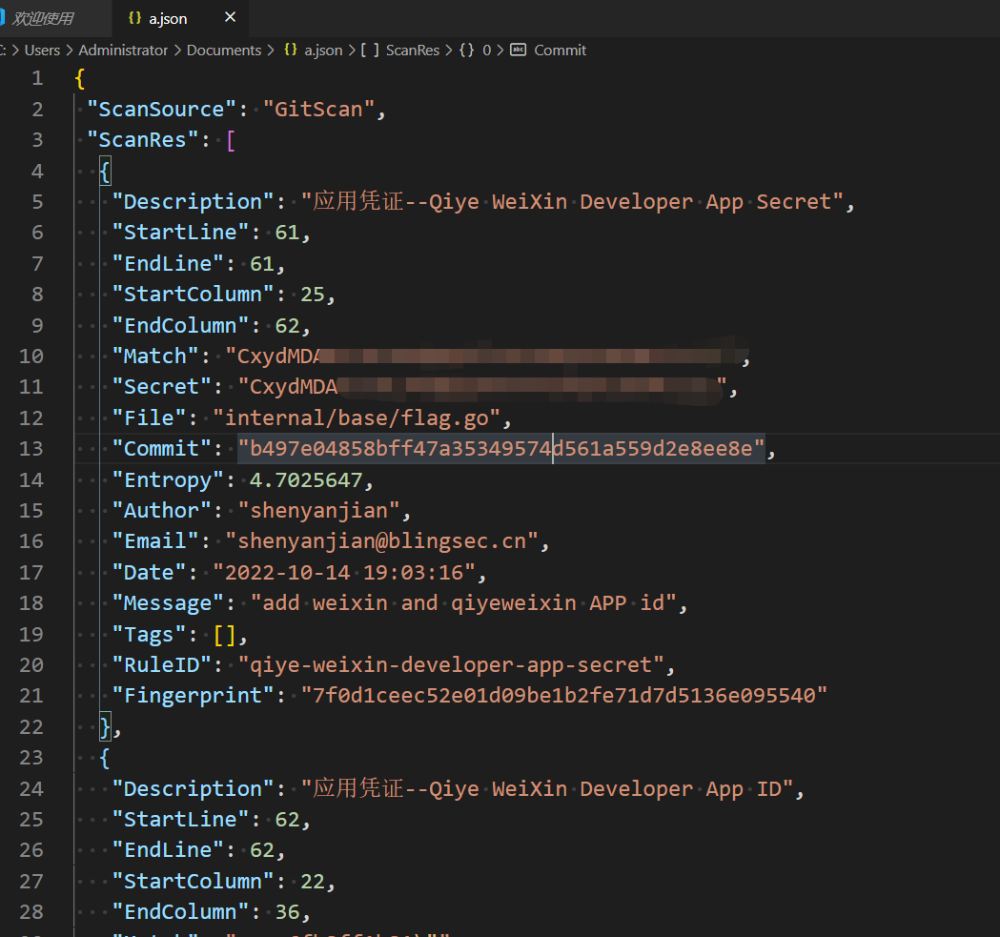 欢迎使用 {} a.json ×
C: > Users > Administrator > Documents > {} a.json > [ ] ScanRes > {} 0 > abc Commit
1 {
2 "ScanSource": "GitScan",
3 "ScanRes": [
4 {
5 "Description": "应用凭证--Qiye WeiXin Developer App Secret",
6 "StartLine": 61,
7 "EndLine": 61,
8 "StartColumn": 25,
9 "EndColumn": 62,
10 "Match": "CxydMDA ,
11 "Secret": "CxydMDA ",
12 "File": "internal/base/flag.go",
13 "Commit": "b497e04858bff47a35349574d561a559d2e8ee8e",
14 "Entropy": 4.7025647,
15 "Author": "shenyanjian",
16 "Email": "shenyanjian@blingsec.cn",
17 "Date": "2022-10-14 19:03:16",
18 "Message": "add weixin and qiyeweixin APP id",
19 "Tags": [],
20 "RuleID": "qiye-weixin-developer-app-secret",
21 "Fingerprint": "7f0d1ceec52e01d09be1b2fe71d7d5136e095540"
22 },
23 {
24 "Description": "应用凭证--Qiye WeiXin Developer App ID",
25 "StartLine": 62,
26 "EndLine": 62,
27 "StartColumn": 22,
28 "EndColumn": 36,